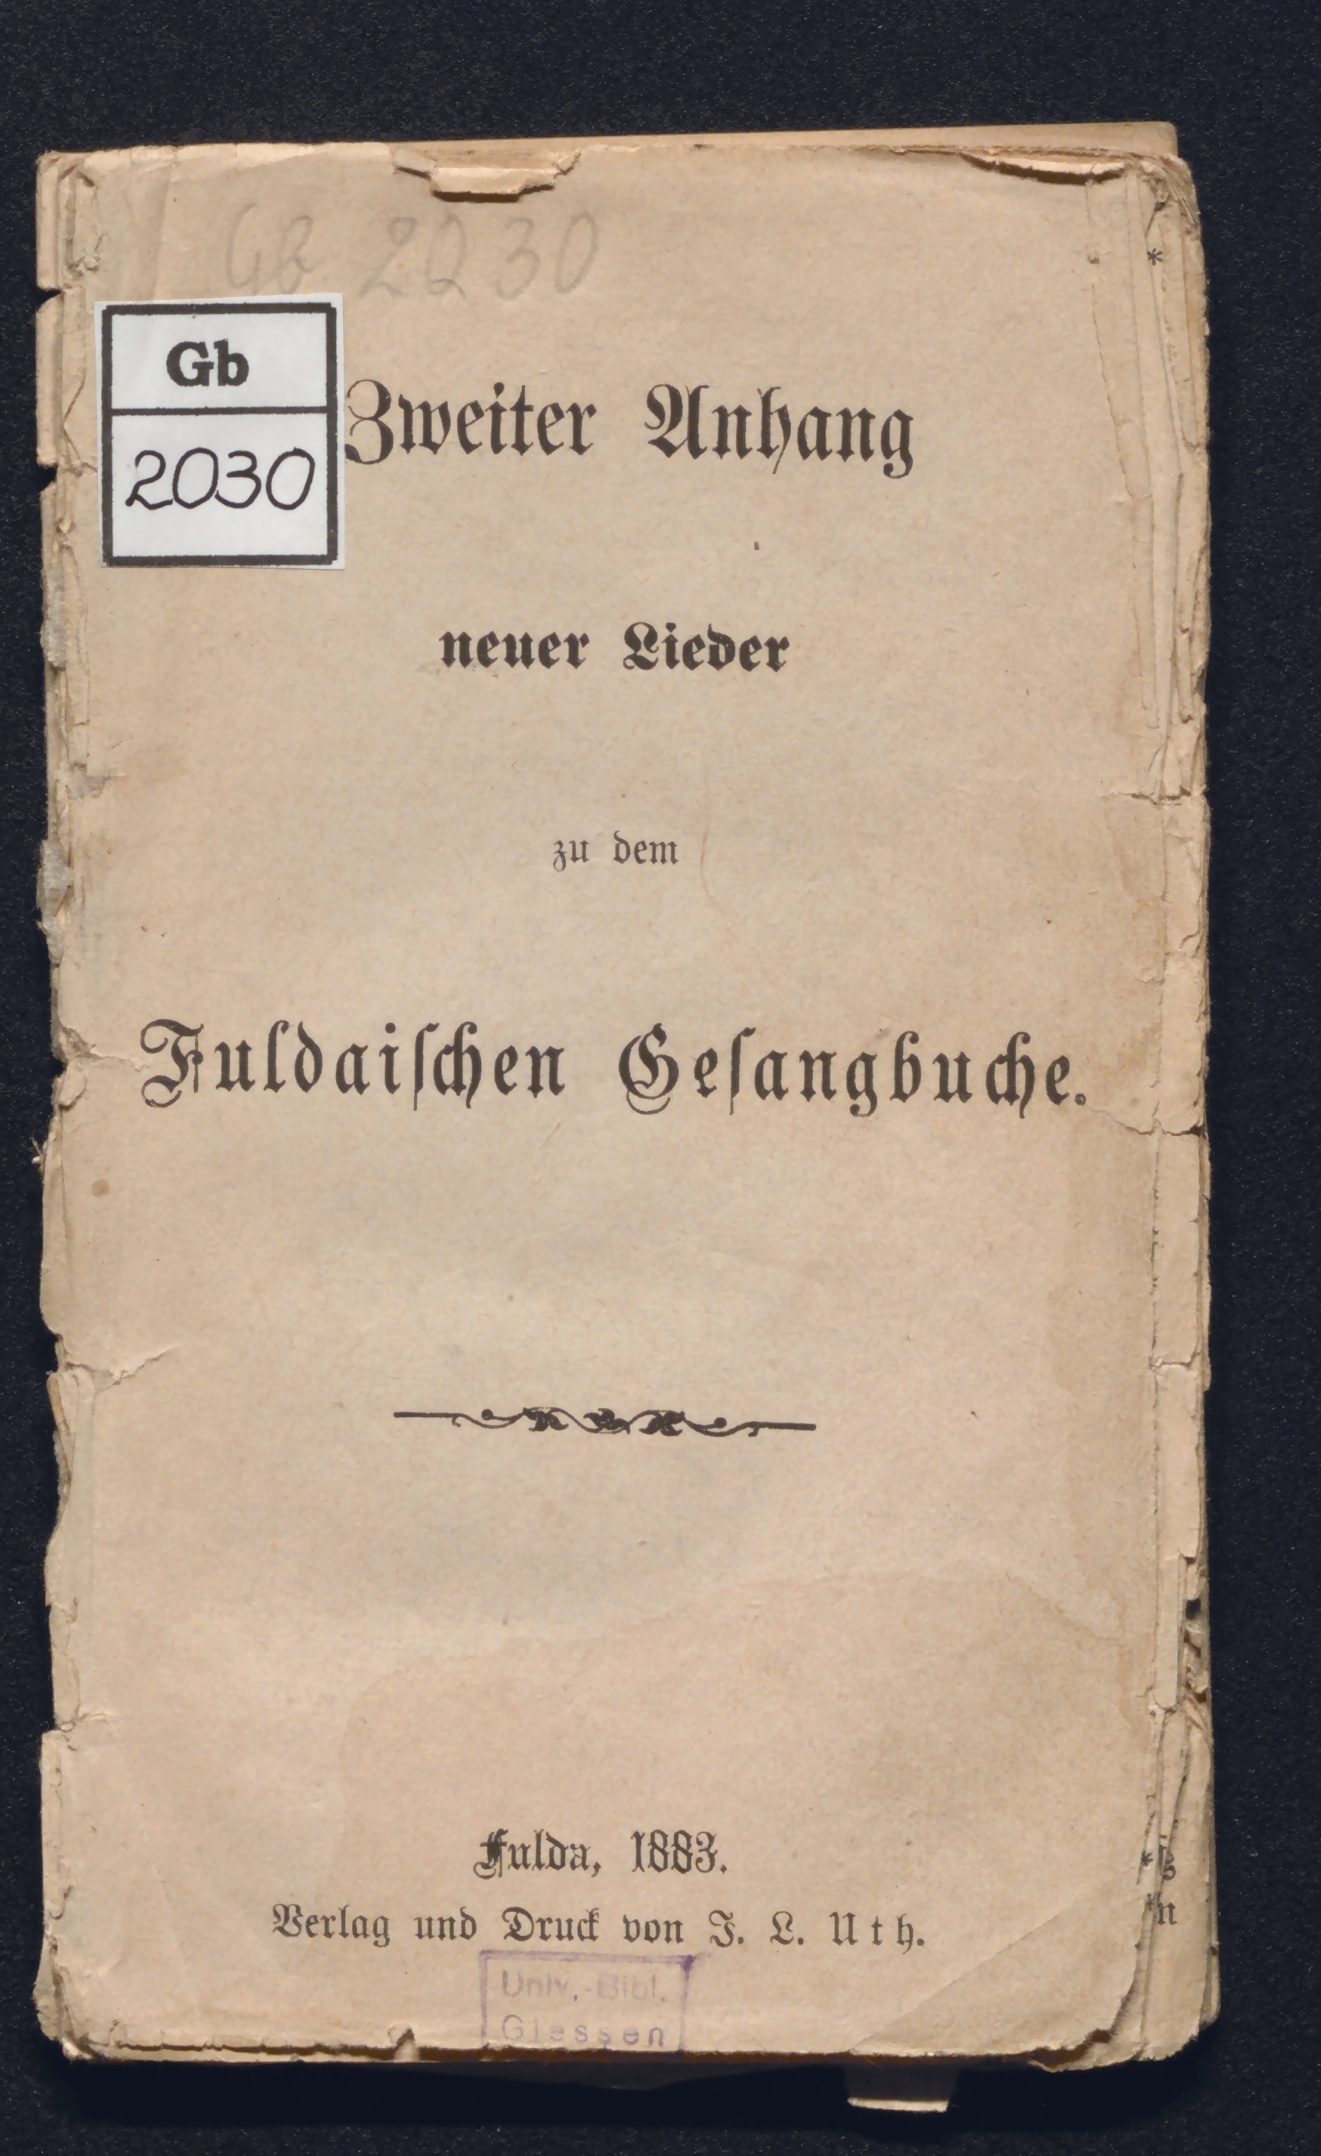 Gb 2030
Gb
2030
Zweiter Anhang
neuer Lieder
zu dem
Fuldaiſchen Geſangbuche.
Fulda, 1883.
Verlag und Druck von J. L. Uth.
Univ.-Bibl.
Giessen